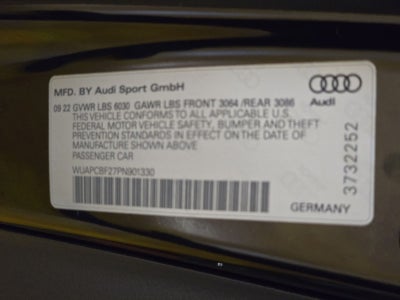 MFD. BY Audi Sport GmbH
09 22 GVWR LBS 6030 GAWR LBS FRONT 3064 /REAR 3086
THIS VEHICLE CONFORMS TO ALL APPLICABLE U.S.
FEDERAL MOTOR VEHICLE SAFETY, BUMPER AND THEFT
PREVENTION STANDARDS IN EFFECT ON THE DATE OF
MANUFACTURE SHOWN ABOVE
PASSENGER CAR
WUAPCBF27PN901330
Audi
3732252
GERMANY